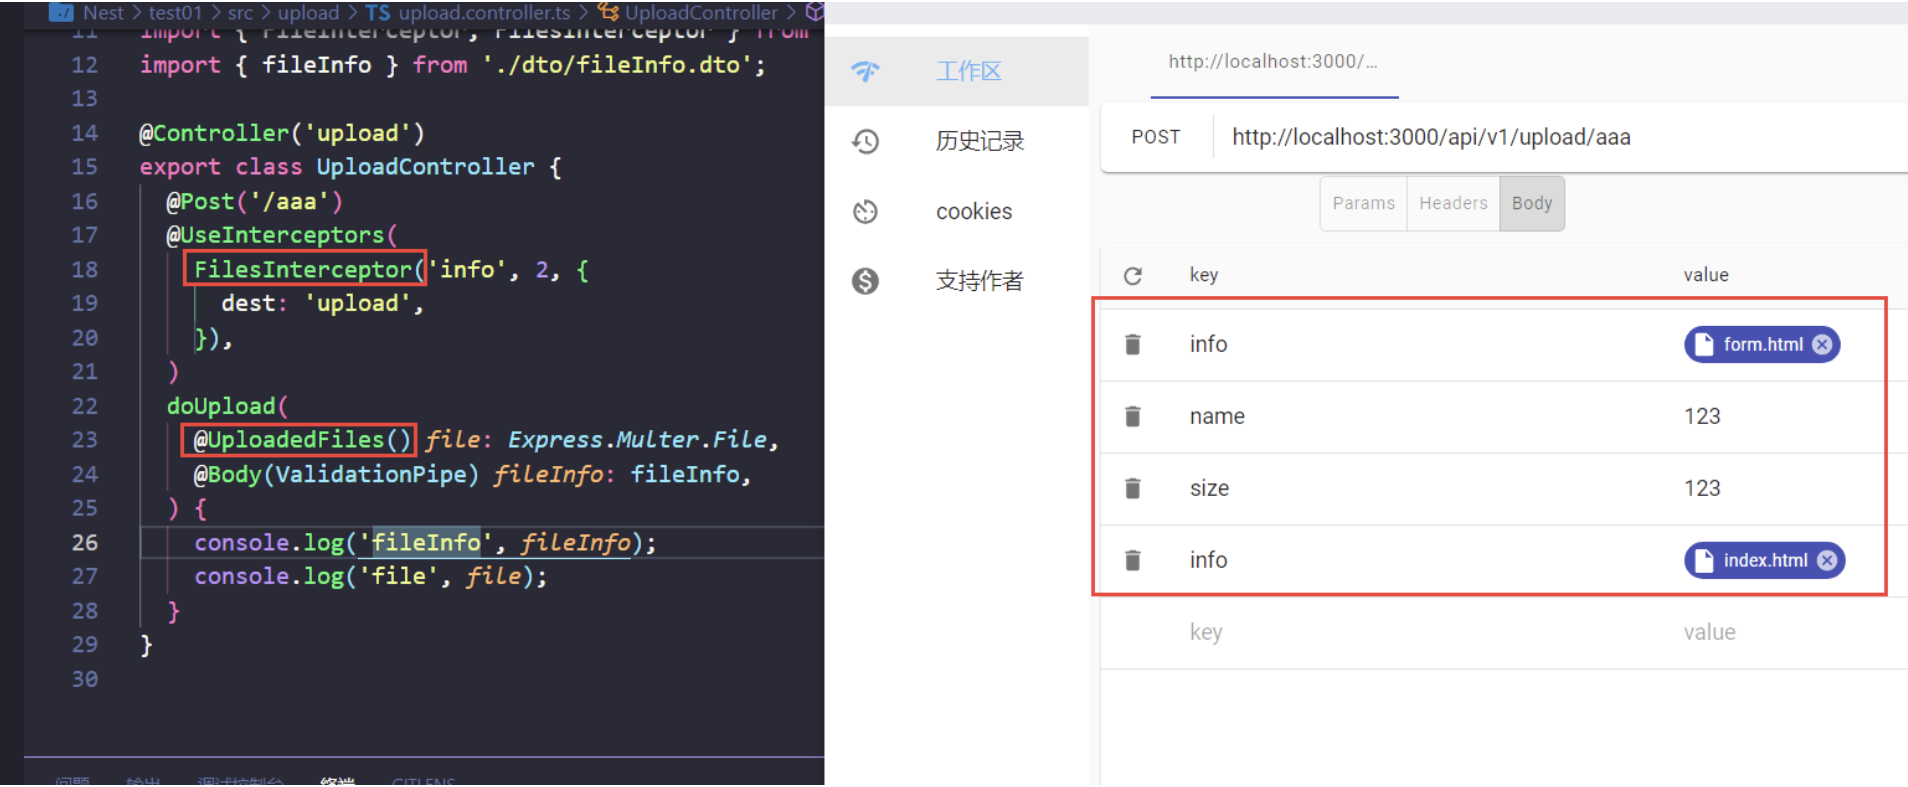 Nest > test01 > src > upload > TS upload.controller.ts > UploadController >
11 import { FileInterceptor, FilesInterceptor } from
12 import { fileInfo } from './dto/fileInfo.dto';
13
14 @Controller('upload')
15 export class UploadController {
16 @Post('/aaa')
17 @UseInterceptors(
18 FilesInterceptor('info', 2, {
19 dest: 'upload',
20 }),
21 )
22 doUpload(
23 @UploadedFiles() file: Express.Multer.File,
24 @Body(ValidationPipe) fileInfo: fileInfo,
25 ) {
26 console.log('fileInfo', fileInfo);
27 console.log('file', file);
28 }
29 }
30
问题 输出 调试控制台 终端 GITLENS
工作区
历史记录
cookies
支持作者
http://localhost:3000/...
POST http://localhost:3000/api/v1/upload/aaa
Params Headers Body
key value
info form.html
name 123
size 123
info index.html
key value